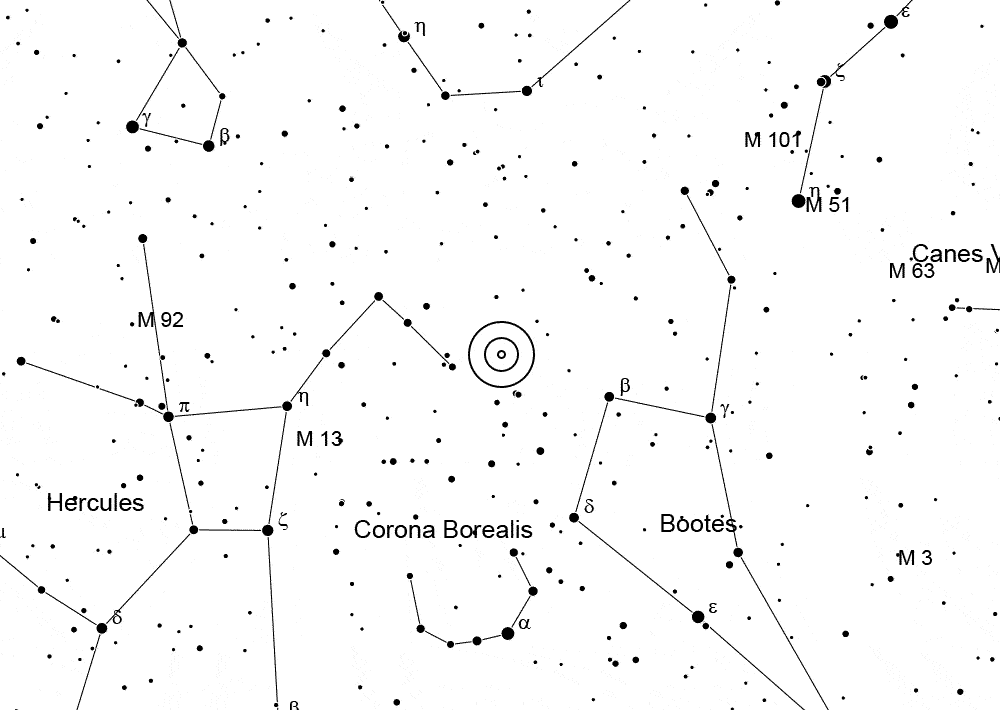 ε
η
ζ
ι
γ
β
M 101
η
M 51
Canes V
M 63
M
M 92
β
π
η
γ
M 13
Hercules
δ
ζ
Corona Borealis
Bootes
μ
M 3
δ
ε
α
β